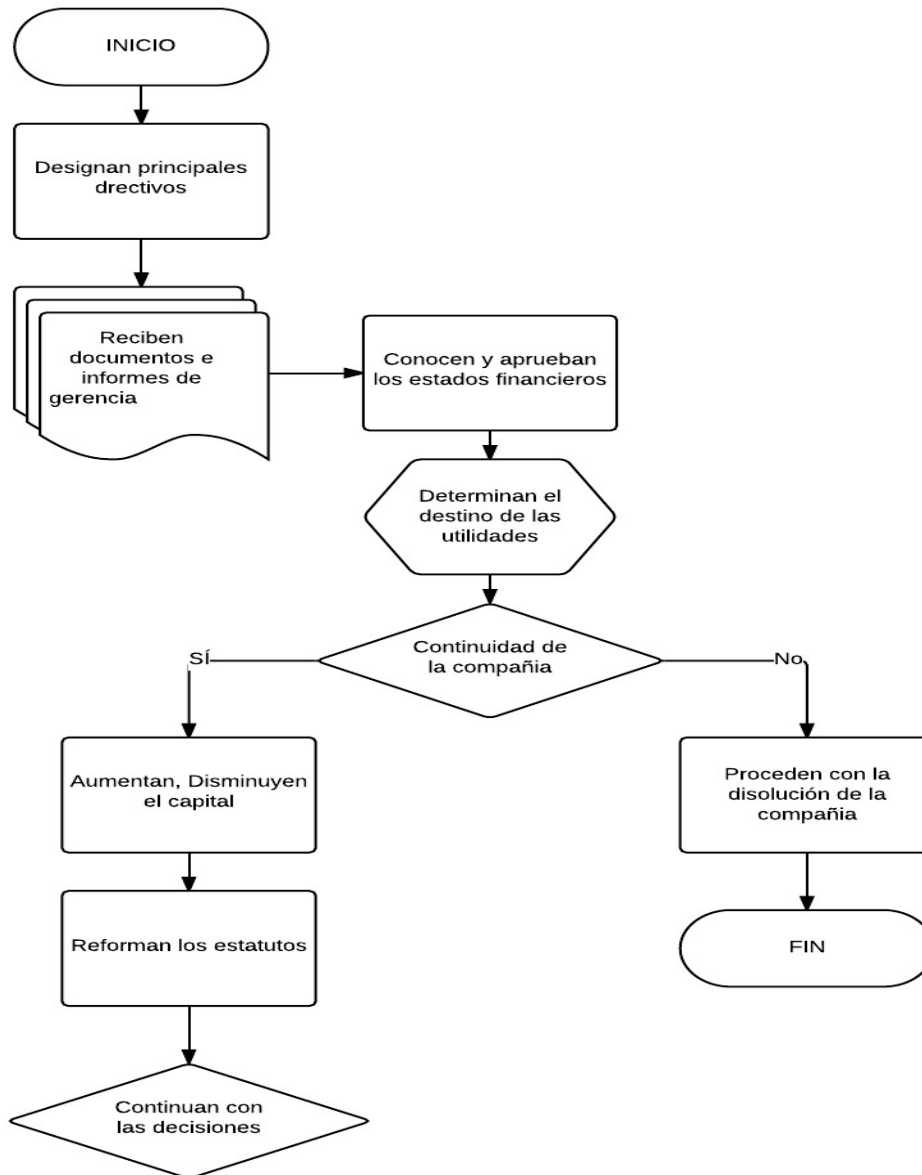 INICIO
Designan principales
drectivos
Reciben
documentos e
informes de
gerencia
Conocen y aprueban
los estados financieros
Determinan el
destino de las
utilidades
Continuidad de
la compañia
SÍ
No
Aumentan, Disminuyen
el capital
Proceden con la
disolución de la
compañia
Reforman los estatutos
FIN
Continuan con
las decisiones